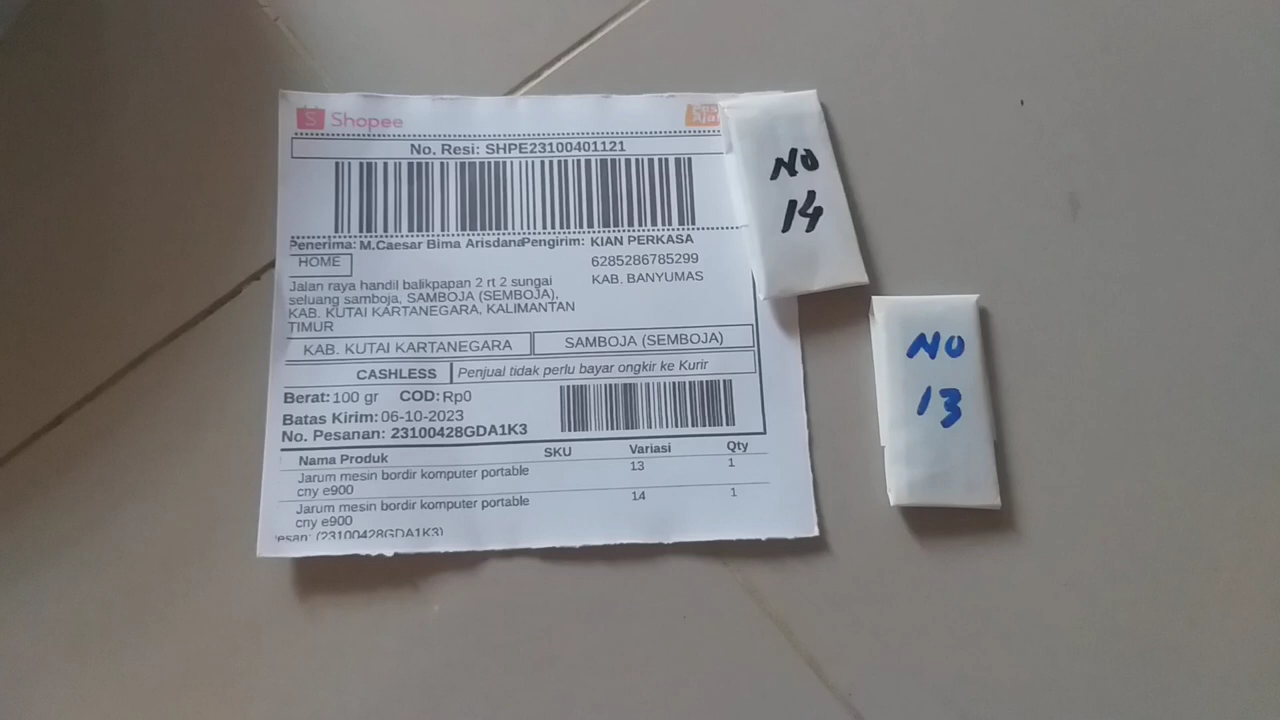 Shopee
No. Resi: SHPE23100401121
Penerima: M.Caesar Bima Arisdana Pengirim: KIAN PERKASA
HOME
6285286785299
KAB. BANYUMAS
Jalan raya handil balikpapan 2 rt 2 sungai
seluang samboja, SAMBOJA (SEMBOJA),
KAB. KUTAI KARTANEGARA, KALIMANTAN
TIMUR
KAB. KUTAI KARTANEGARA SAMBOJA (SEMBOJA)
CASHLESS Penjual tidak perlu bayar ongkir ke Kurir
Berat: 100 gr COD: Rp0
Batas Kirim: 06-10-2023
No. Pesanan: 23100428GDA1K3
Nama Produk SKU Variasi Qty
Jarum mesin bordir komputer portable 13 1
cny e900
Jarum mesin bordir komputer portable 14 1
cny e900
esan: (23100428GDA1K3)
NO
14
NO
13